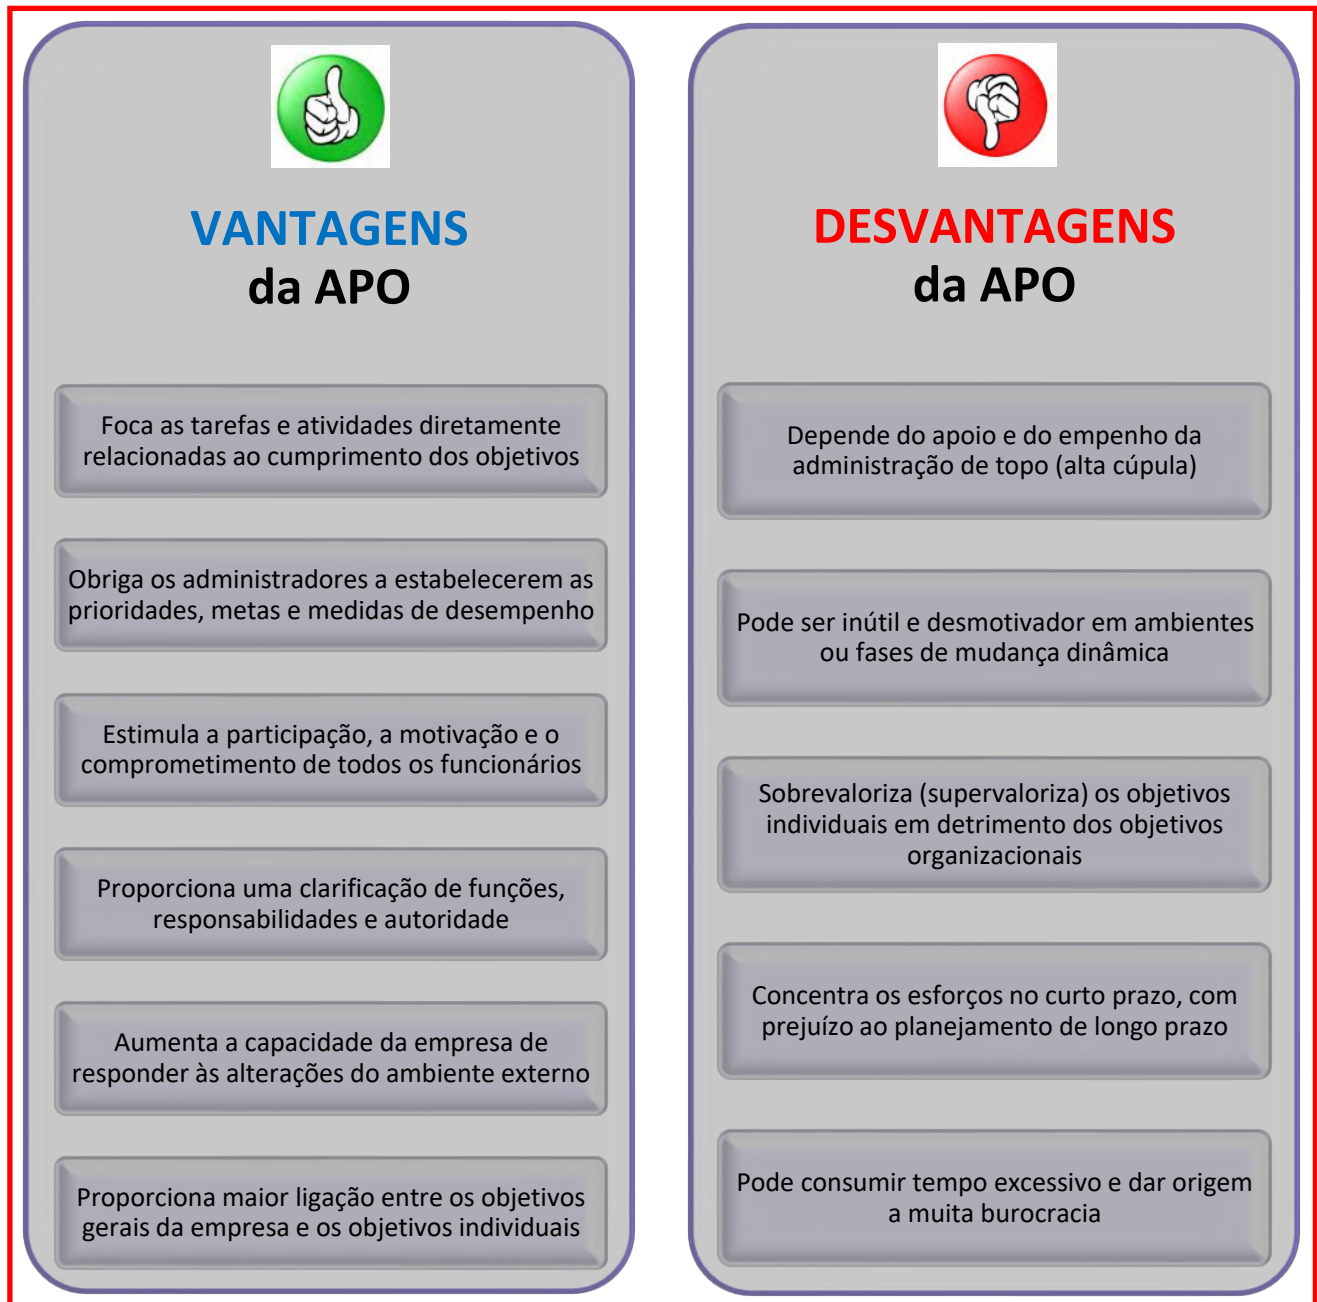 VANTAGENS
da APO
Foca as tarefas e atividades diretamente
relacionadas ao cumprimento dos objetivos
Obriga os administradores a estabelecerem as
prioridades, metas e medidas de desempenho
Estimula a participação, a motivação e o
comprometimento de todos os funcionários
Proporciona uma clarificação de funções,
responsabilidades e autoridade
Aumenta a capacidade da empresa de
responder às alterações do ambiente externo
Proporciona maior ligação entre os objetivos
gerais da empresa e os objetivos individuais
DESVANTAGENS
da APO
Depende do apoio e do empenho da
administração de topo (alta cúpula)
Pode ser inútil e desmotivador em ambientes
ou fases de mudança dinâmica
Sobrevaloriza (supervaloriza) os objetivos
individuais em detrimento dos objetivos
organizacionais
Concentra os esforços no curto prazo, com
prejuízo ao planejamento de longo prazo
Pode consumir tempo excessivo e dar origem
a muita burocracia